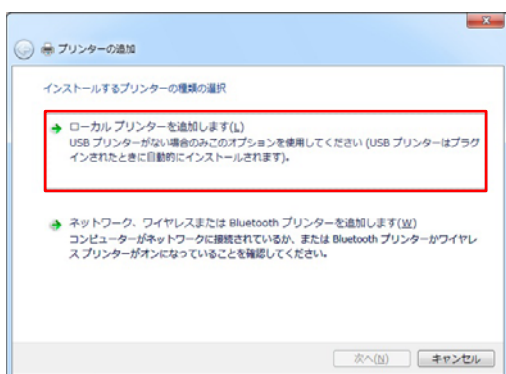 プリンターの追加
インストールするプリンターの種類の選択
ローカル プリンターを追加します(L)
USB プリンターがない場合のみこのオプションを使用してください (USB プリンターはプラグ
インされたときに自動的にインストールされます)。
ネットワーク、ワイヤレスまたは Bluetooth プリンターを追加します(W)
コンピューターがネットワークに接続されているか、または Bluetooth プリンターかワイヤレ
ス プリンターがオンになっていることを確認してください。
次へ(N) キャンセル